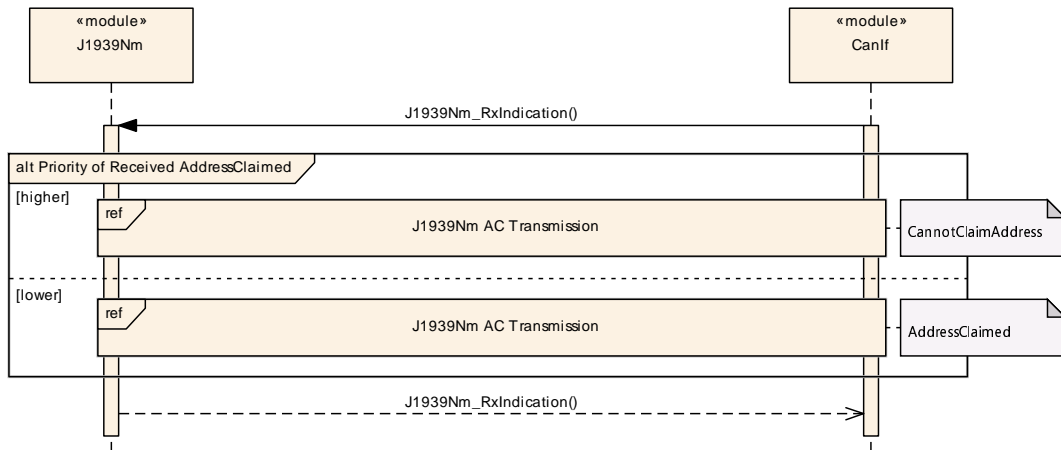 «module»
J1939Nm
«module»
CanIf
J1939Nm_RxIndication()
alt Priority of Received AddressClaimed
[higher]
ref
J1939Nm AC Transmission
CannotClaimAddress
[lower]
ref
J1939Nm AC Transmission
AddressClaimed
J1939Nm_RxIndication()